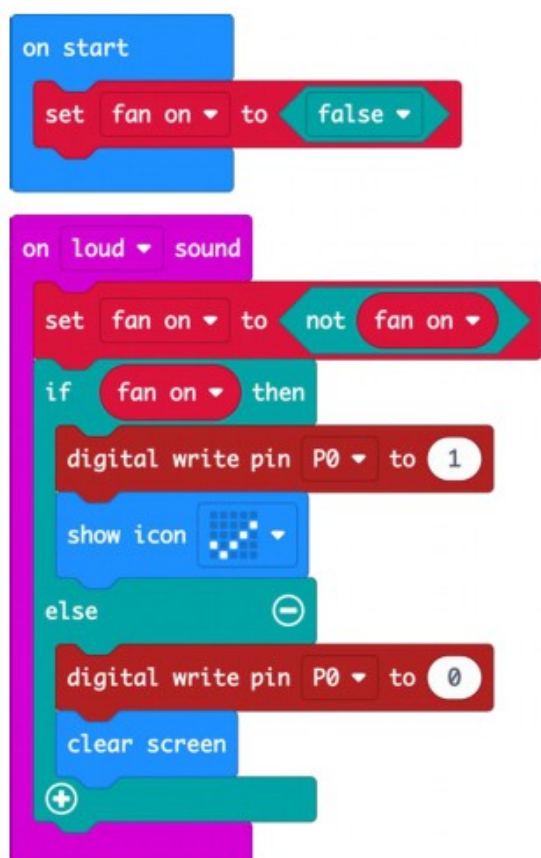 on start
set fan on to false
on loud sound
set fan on to not fan on
if fan on then
digital write pin P0 to 1
show icon
else
digital write pin P0 to 0
clear screen